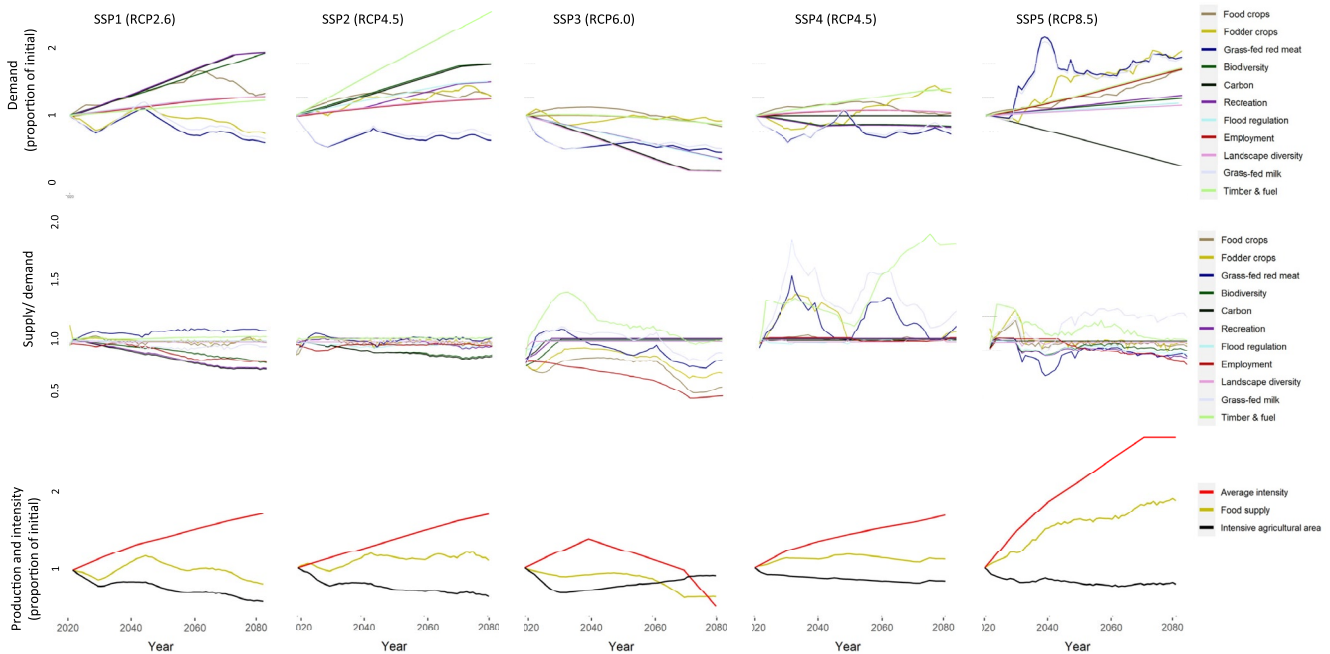 SSP1 (RCP2.6)
SSP2 (RCP4.5)
SSP3 (RCP6.0)
SSP4 (RCP4.5)
SSP5 (RCP8.5)
Demand
(proportion of initial)
2
1
0
Food crops
Fodder crops
Grass-fed red meat
Biodiversity
Carbon
Recreation
Flood regulation
Employment
Landscape diversity
Grass-fed milk
Timber & fuel
Supply/ demand
2.0
1.5
1.0
0.5
Food crops
Fodder crops
Grass-fed red meat
Biodiversity
Carbon
Recreation
Flood regulation
Employment
Landscape diversity
Grass-fed milk
Timber & fuel
Production and intensity
(proportion of initial)
2
1
Average intensity
Food supply
Intensive agricultural area
2020 2040 2060 2080
20 2040 2060 2080
20 2040 2060 2080
20 2040 2060 2080
020 2040 2060 2080
Year
Year
Year
Year
Year